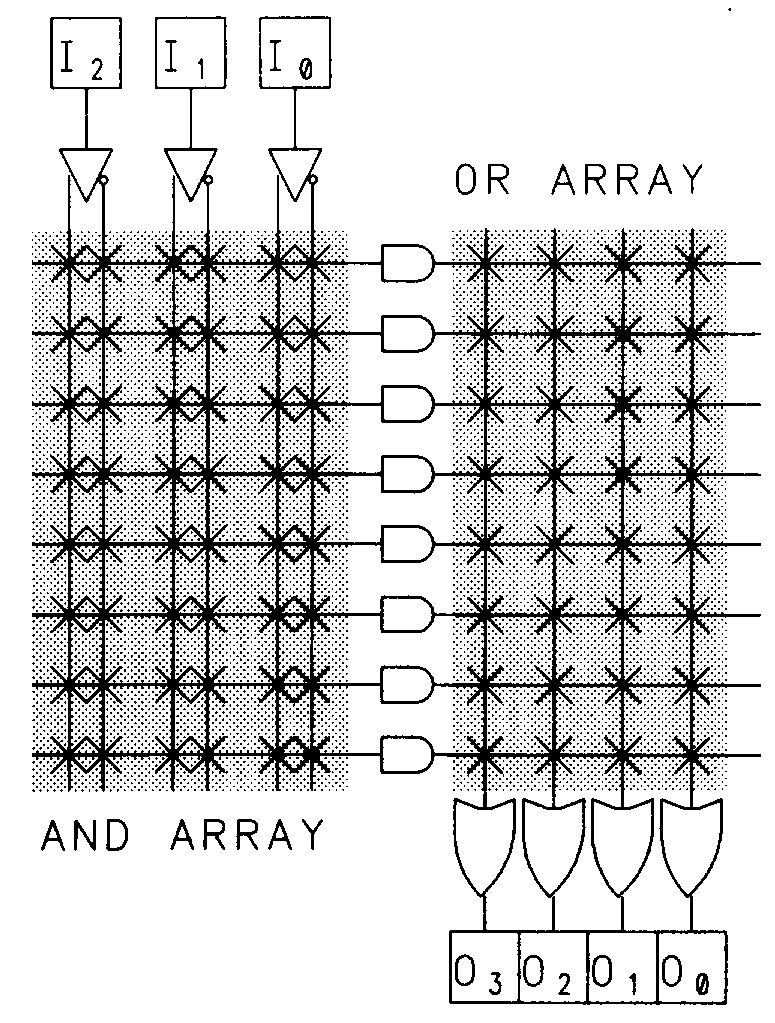 I2 I1 I0
OR ARRAY
AND ARRAY
O3 O2 O1 O0